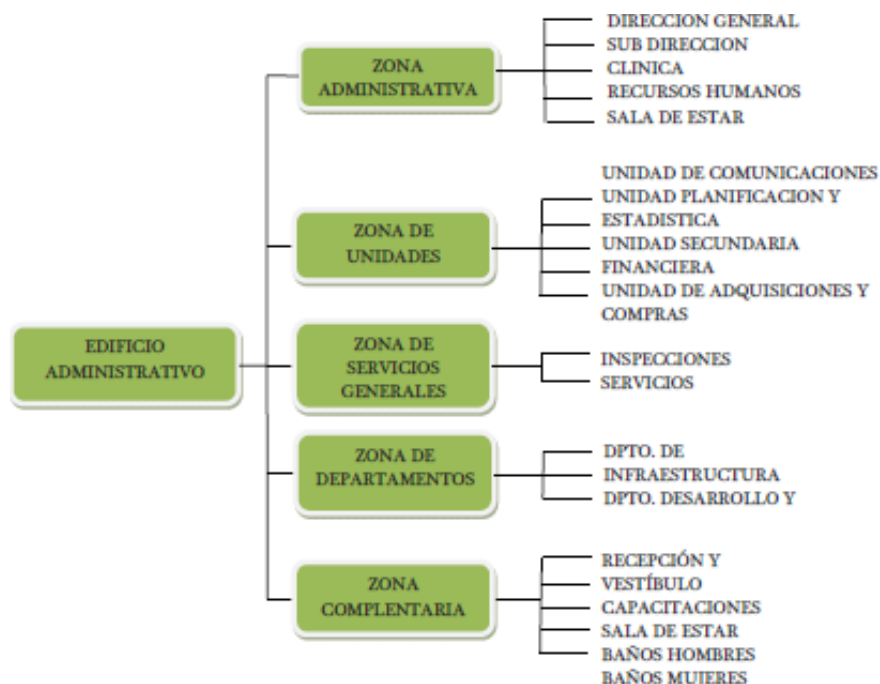 EDIFICIO
ADMINISTRATIVO
ZONA
ADMINISTRATIVA
DIRECCION GENERAL
SUB DIRECCION
CLINICA
RECURSOS HUMANOS
SALA DE ESTAR
ZONA DE
UNIDADES
UNIDAD DE COMUNICACIONES
UNIDAD PLANIFICACION Y
ESTADISTICA
UNIDAD SECUNDARIA
FINANCIERA
UNIDAD DE ADQUISICIONES Y
COMPRAS
ZONA DE
SERVICIOS
GENERALES
INSPECCIONES
SERVICIOS
ZONA DE
DEPARTAMENTOS
DPTO. DE
INFRAESTRUCTURA
DPTO. DESARROLLO Y
ZONA
COMPLENTARIA
RECEPCIÓN Y
VESTÍBULO
CAPACITACIONES
SALA DE ESTAR
BAÑOS HOMBRES
BAÑOS MUJERES